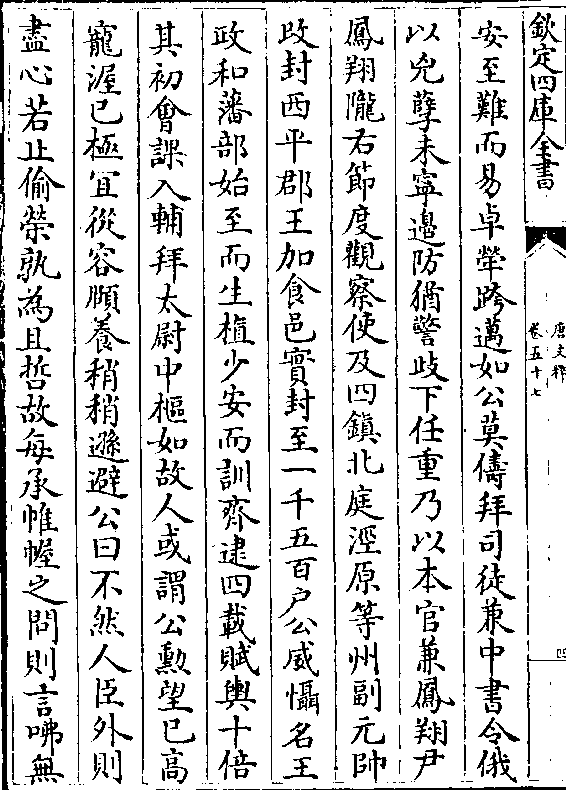 欽定四庫全書
唐文粹
卷五十七
四
安至難而易卓犖跨邁如公莫儔拜司徒兼中書令俄
以兇孽未寧邊防猶警歧下任重乃以本官兼鳳翔尹
鳳翔隴右節度觀察使及四鎮北庭涇原等州副元帥
改封西平郡王加食邑實封至一千五百户公威懾名王
政和藩部始至而生植少安而訓齊逮四載賦輿十倍
其初會課入輔拜太尉中樞如故人或謂公勲望已高
寵渥已極宜從容頤養稍稍遜避公曰不然人臣外則
盡心若止偷榮孰為且哲故每承帷幄之問則言咈無